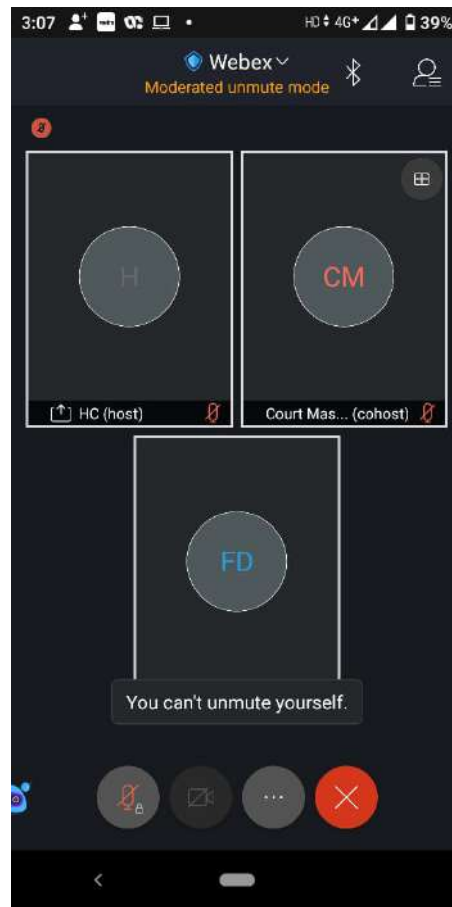 3:07
HD 4G+ 39%
Webex
Moderated unmute mode
H
CM
HC (host)
Court Mas... (cohost)
FD
You can't unmute yourself.